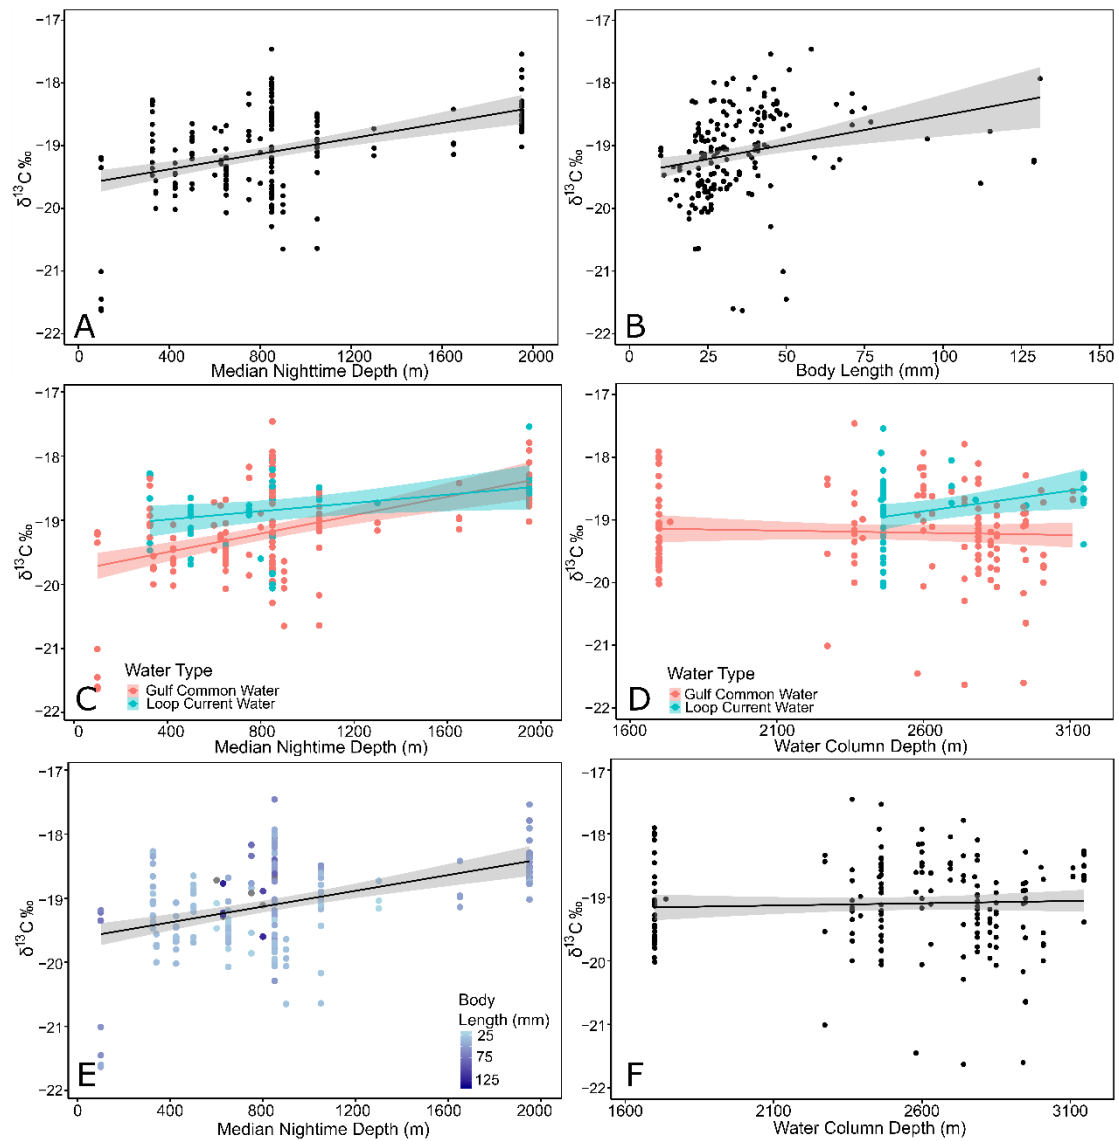 −17
−18
−19
−20
−21
−22
δ13C‰
A
0
400
800
1200
1600
2000
Median Nighttime Depth (m)
−17
−18
−19
−20
−21
−22
δ13C‰
B
0
25
50
75
100
125
150
Body Length (mm)
−17
−18
−19
−20
−21
−22
δ13C‰
Water Type
Gulf Common Water
Loop Current Water
C
0
400
800
1200
1600
2000
Median Nightime Depth (m)
−17
−18
−19
−20
−21
−22
δ13C‰
Water Type
Gulf Common Water
Loop Current Water
D
1600
2100
2600
3100
Water Column Depth (m)
−17
−18
−19
−20
−21
−22
δ13C‰
Body
Length (mm)
25
75
125
E
0
400
800
1200
1600
2000
Median Nighttime Depth (m)
−17
−18
−19
−20
−21
−22
δ13C‰
F
1600
2100
2600
3100
Water Column Depth (m)